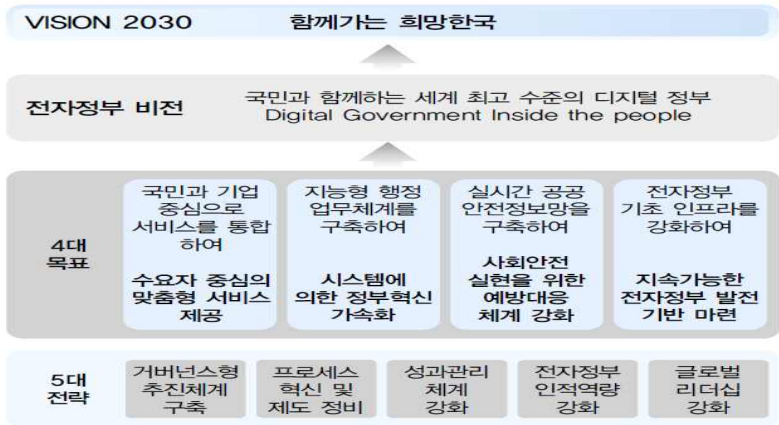 VISION 2030 함께가는 희망한국
전자정부 비전
국민과 함께하는 세계 최고 수준의 디지털 정부
Digital Government Inside the people
4대
목표
국민과 기업
중심으로
서비스를 통합
하여
수요자 중심의
맞춤형 서비스
제공
지능형 행정
업무체계를
구축하여
시스템에
의한 정부혁신
가속화
실시간 공공
안전정보망을
구축하여
사회안전
실현을 위한
예방대응
체계 강화
전자정부
기초 인프라를
강화하여
지속가능한
전자정부 발전
기반 마련
5대
전략
거버넌스형
추진체계
구축
프로세스
혁신 및
제도 정비
성과관리
체계
강화
전자정부
인적역량
강화
글로벌
리더십
강화